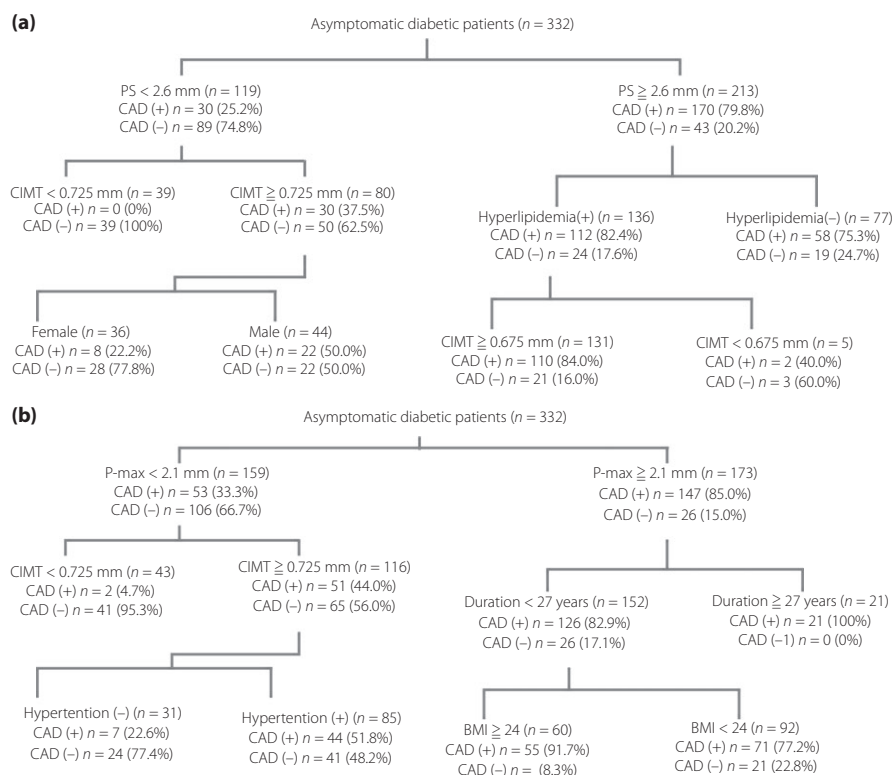 (a)
Asymptomatic diabetic patients (n = 332)
PS < 2.6 mm (n = 119)
CAD (+) n = 30 (25.2%)
CAD (–) n = 89 (74.8%)
PS ≧ 2.6 mm (n = 213)
CAD (+) n = 170 (79.8%)
CAD (–) n = 43 (20.2%)
CIMT < 0.725 mm (n = 39)
CAD (+) n = 0 (0%)
CAD (–) n = 39 (100%)
CIMT ≧ 0.725 mm (n = 80)
CAD (+) n = 30 (37.5%)
CAD (–) n = 50 (62.5%)
Hyperlipidemia(+) (n = 136)
CAD (+) n = 112 (82.4%)
CAD (–) n = 24 (17.6%)
Hyperlipidemia(–) (n = 77)
CAD (+) n = 58 (75.3%)
CAD (–) n = 19 (24.7%)
Female (n = 36)
CAD (+) n = 8 (22.2%)
CAD (–) n = 28 (77.8%)
Male (n = 44)
CAD (+) n = 22 (50.0%)
CAD (–) n = 22 (50.0%)
CIMT ≧ 0.675 mm (n = 131)
CAD (+) n = 110 (84.0%)
CAD (–) n = 21 (16.0%)
CIMT < 0.675 mm (n = 5)
CAD (+) n = 2 (40.0%)
CAD (–) n = 3 (60.0%)
(b)
Asymptomatic diabetic patients (n = 332)
P-max < 2.1 mm (n = 159)
CAD (+) n = 53 (33.3%)
CAD (–) n = 106 (66.7%)
P-max ≧ 2.1 mm (n = 173)
CAD (+) n = 147 (85.0%)
CAD (–) n = 26 (15.0%)
CIMT < 0.725 mm (n = 43)
CAD (+) n = 2 (4.7%)
CAD (–) n = 41 (95.3%)
CIMT ≧ 0.725 mm (n = 116)
CAD (+) n = 51 (44.0%)
CAD (–) n = 65 (56.0%)
Duration < 27 years (n = 152)
CAD (+) n = 126 (82.9%)
CAD (–) n = 26 (17.1%)
Duration ≧ 27 years (n = 21)
CAD (+) n = 21 (100%)
CAD (–1) n = 0 (0%)
Hypertention (–) (n = 31)
CAD (+) n = 7 (22.6%)
CAD (–) n = 24 (77.4%)
Hypertention (+) (n = 85)
CAD (+) n = 44 (51.8%)
CAD (–) n = 41 (48.2%)
BMI ≧ 24 (n = 60)
CAD (+) n = 55 (91.7%)
CAD (–) n = (8.3%)
BMI < 24 (n = 92)
CAD (+) n = 71 (77.2%)
CAD (–) n = 21 (22.8%)